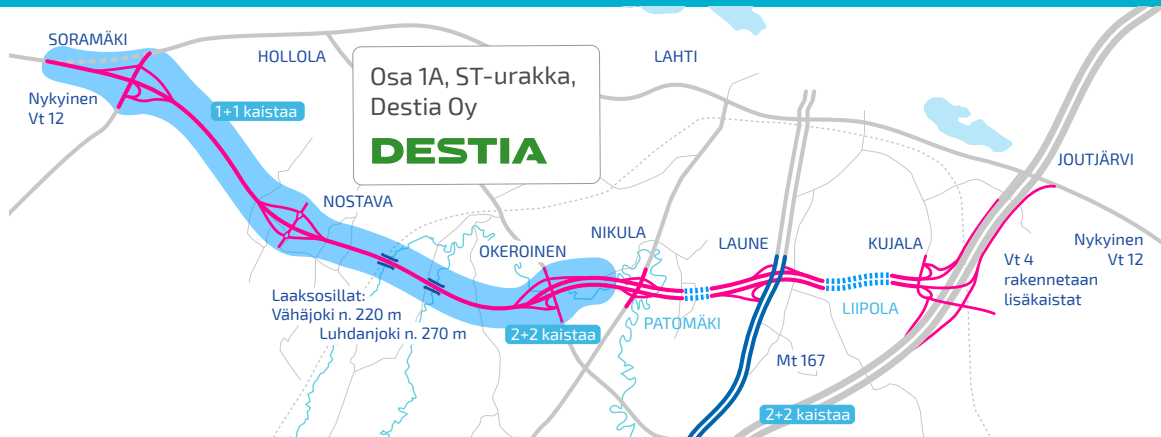 SORAMÄKI
HOLLOLA
LAHTI
Osa 1A, ST-urakka,
Destia Oy
DESTIA
Nykyinen
Vt 12
1+1 kaistaa
JOUTJÄRVI
NOSTAVA
NIKULA
OKEROINEN
LAUNE
KUJALA
Nykyinen
Vt 12
Vt 4
rakennetaan
lisäkaistat
Laaksosillat:
Vähäjoki n. 220 m
Luhdanjoki n. 270 m
2+2 kaistaa
PATOMÄKI
LIIPOLA
Mt 167
2+2 kaistaa